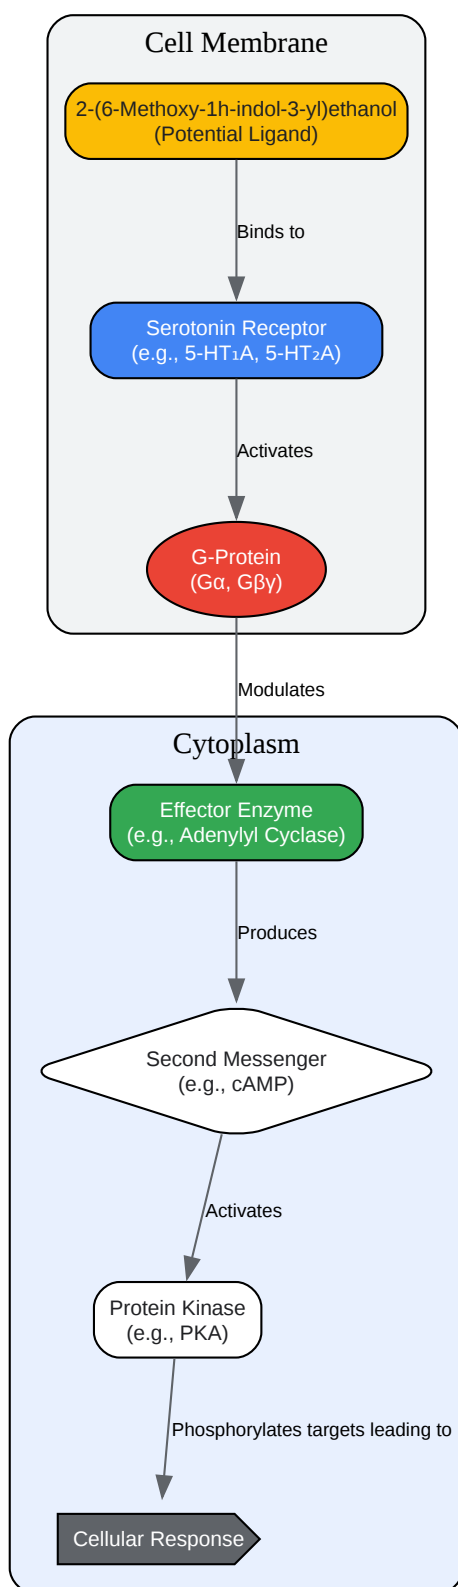 Cell Membrane
2-(6-Methoxy-1h-indol-3-yl)ethanol
(Potential Ligand)
Binds to
Serotonin Receptor
(e.g., 5-HT₁A, 5-HT₂A)
Activates
G-Protein
(Gα, Gβγ)
Modulates
Cytoplasm
Effector Enzyme
(e.g., Adenylyl Cyclase)
Produces
Second Messenger
(e.g., cAMP)
Activates
Protein Kinase
(e.g., PKA)
Phosphorylates targets leading to
Cellular Response